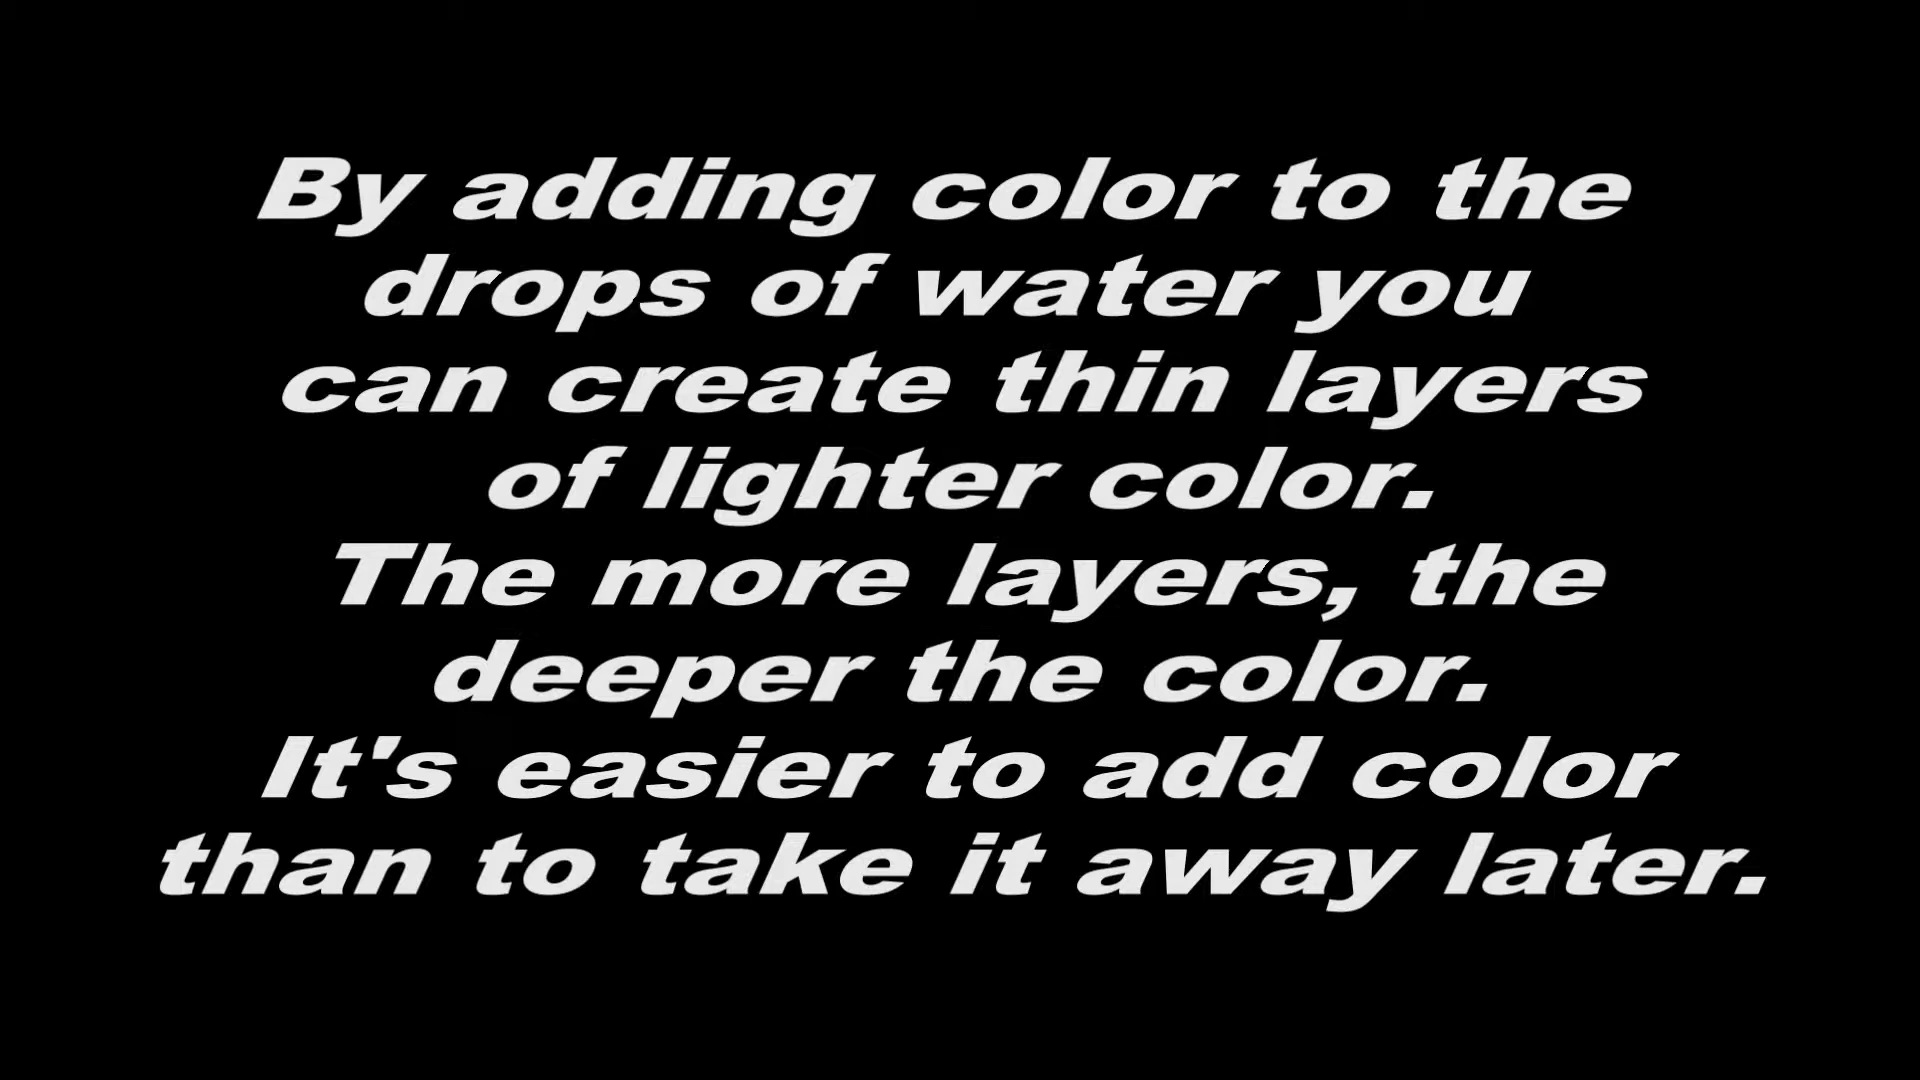 By adding color to the
drops of water you
can create thin layers
of lighter color.
The more layers, the
deeper the color.
It's easier to add color
than to take it away later.